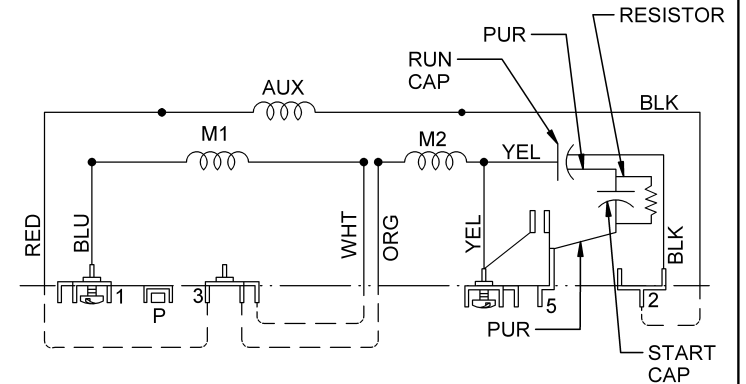 RESISTOR
PUR
RUN
CAP
AUX
BLK
M1
M2
YEL
RED
BLU
WHT
ORG
YEL
BLK
1
P
3
5
2
PUR
START
CAP